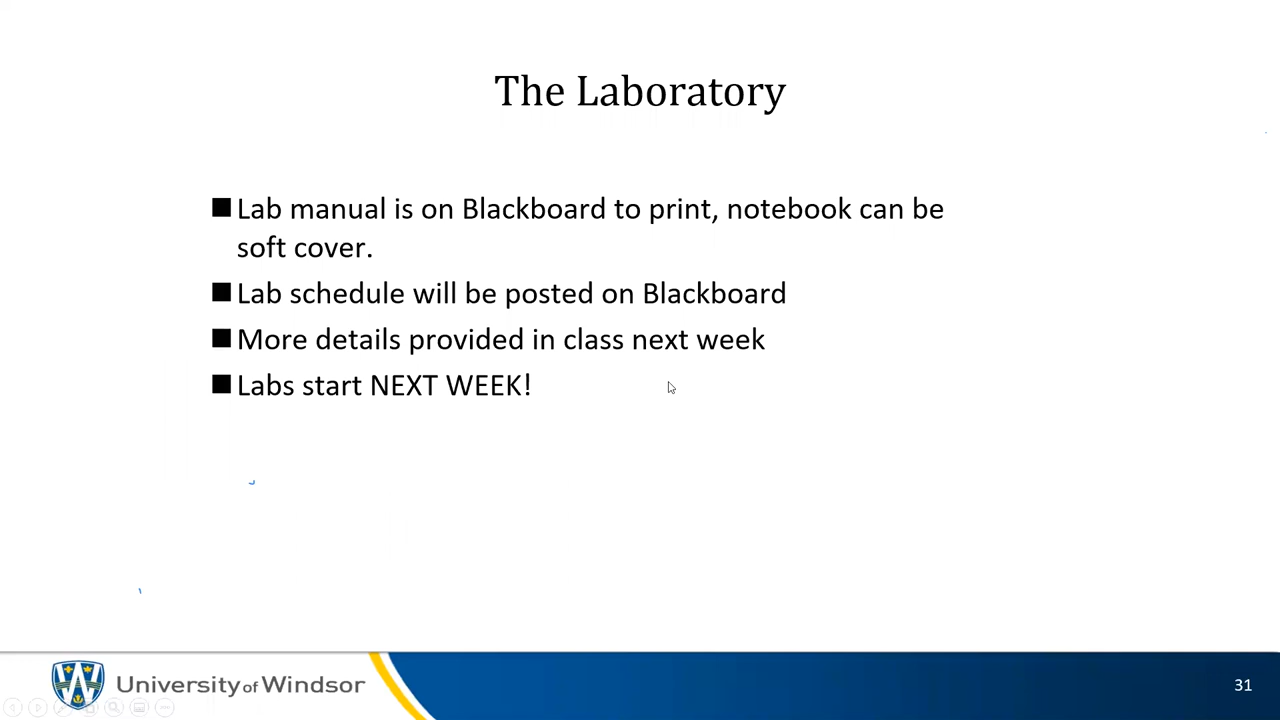 The Laboratory
Lab manual is on Blackboard to print, notebook can be
soft cover.
Lab schedule will be posted on Blackboard
More details provided in class next week
Labs start NEXT WEEK!
University of Windsor
31